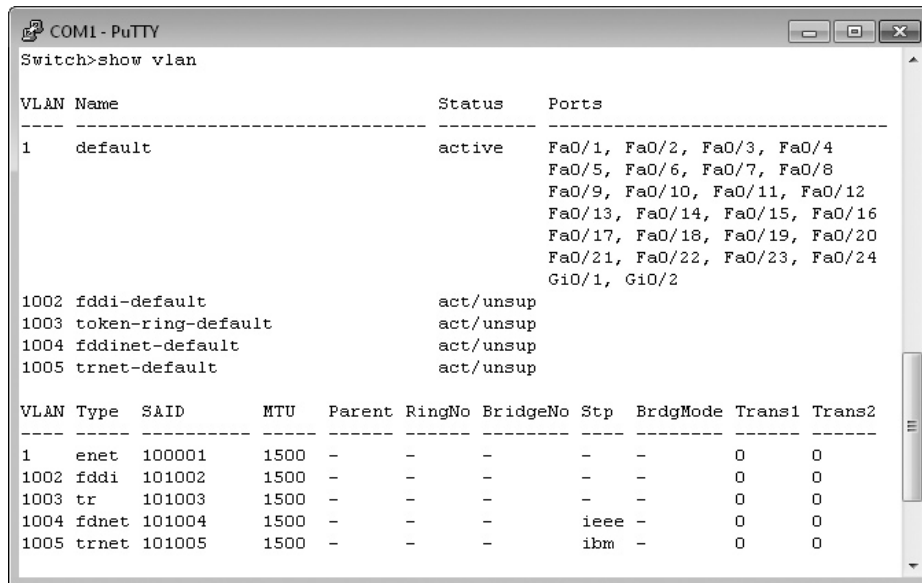 COM1 - PuTTY
Switch>show vlan
VLAN Name                             Status    Ports
---- -------------------------------- --------- -------------------------------
1    default                          active    Fa0/1, Fa0/2, Fa0/3, Fa0/4
                                                Fa0/5, Fa0/6, Fa0/7, Fa0/8
                                                Fa0/9, Fa0/10, Fa0/11, Fa0/12
                                                Fa0/13, Fa0/14, Fa0/15, Fa0/16
                                                Fa0/17, Fa0/18, Fa0/19, Fa0/20
                                                Fa0/21, Fa0/22, Fa0/23, Fa0/24
                                                Gi0/1, Gi0/2
1002 fddi-default                     act/unsup
1003 token-ring-default               act/unsup
1004 fddinet-default                  act/unsup
1005 trnet-default                    act/unsup
VLAN Type  SAID       MTU   Parent RingNo BridgeNo Stp  BrdgMode Trans1 Trans2
---- ----- ---------- ----- ------ ------ -------- ---- -------- ------ ------
1    enet  100001     1500  -      -      -        -    -        0      0
1002 fddi  101002     1500  -      -      -        -    -        0      0
1003 tr    101003     1500  -      -      -        -    -        0      0
1004 fdnet 101004     1500  -      -      -        ieee -        0      0
1005 trnet 101005     1500  -      -      -        ibm  -        0      0